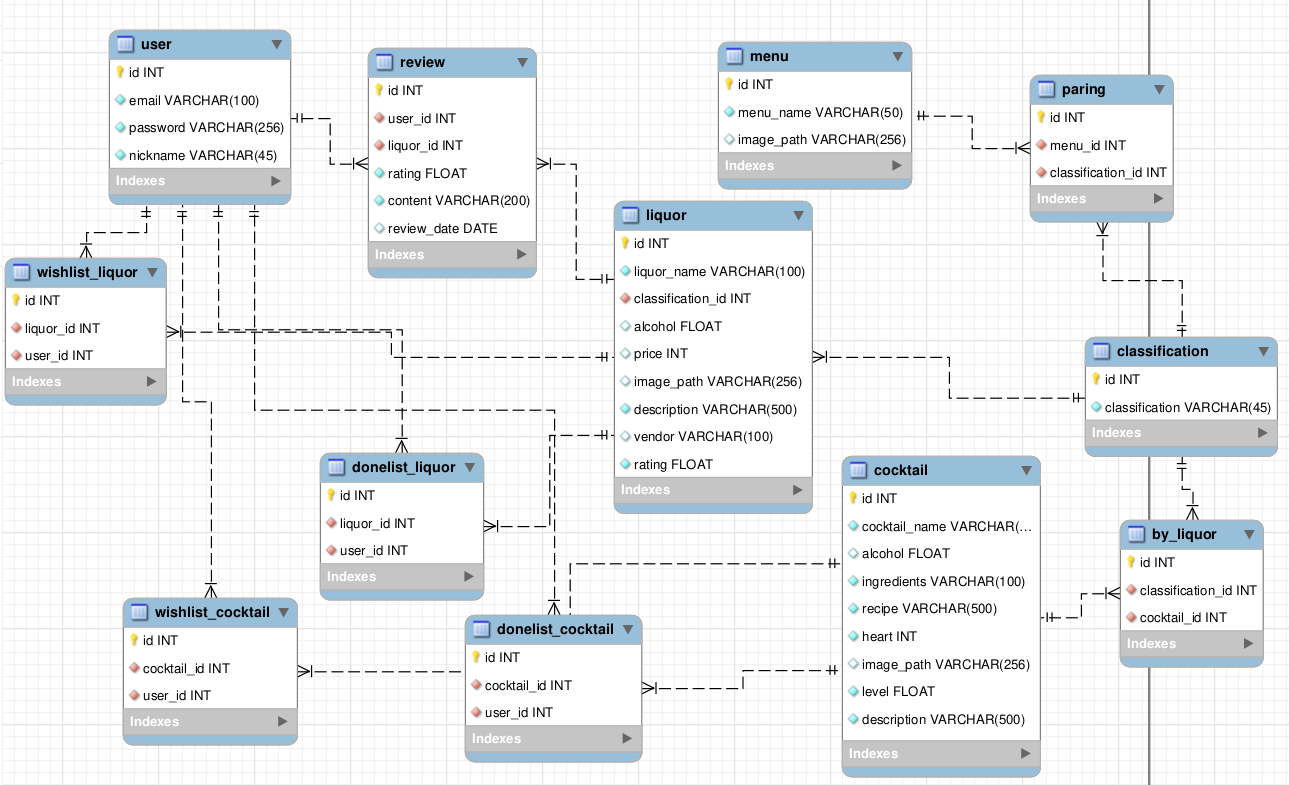 user
id INT
email VARCHAR(100)
password VARCHAR(256)
nickname VARCHAR(45)
Indexes
review
id INT
user_id INT
liquor_id INT
rating FLOAT
content VARCHAR(200)
review_date DATE
Indexes
menu
id INT
menu_name VARCHAR(50)
image_path VARCHAR(256)
Indexes
paring
id INT
menu_id INT
classification_id INT
Indexes
wishlist_liquor
id INT
liquor_id INT
user_id INT
Indexes
liquor
id INT
liquor_name VARCHAR(100)
classification_id INT
alcohol FLOAT
price INT
image_path VARCHAR(256)
description VARCHAR(500)
vendor VARCHAR(100)
rating FLOAT
Indexes
classification
id INT
classification VARCHAR(45)
Indexes
donelist_liquor
id INT
liquor_id INT
user_id INT
Indexes
cocktail
id INT
cocktail_name VARCHAR(...
alcohol FLOAT
ingredients VARCHAR(100)
recipe VARCHAR(500)
heart INT
image_path VARCHAR(256)
level FLOAT
description VARCHAR(500)
Indexes
by_liquor
id INT
classification_id INT
cocktail_id INT
Indexes
wishlist_cocktail
id INT
cocktail_id INT
user_id INT
Indexes
donelist_cocktail
id INT
cocktail_id INT
user_id INT
Indexes